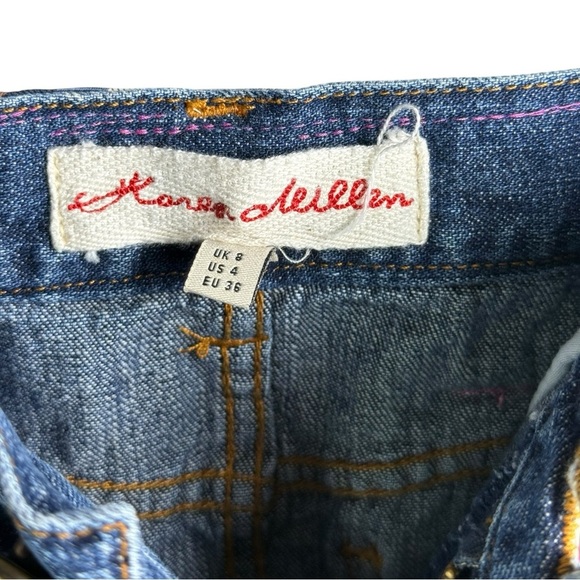 Karen Millen
UK 8
US 4
EU 36